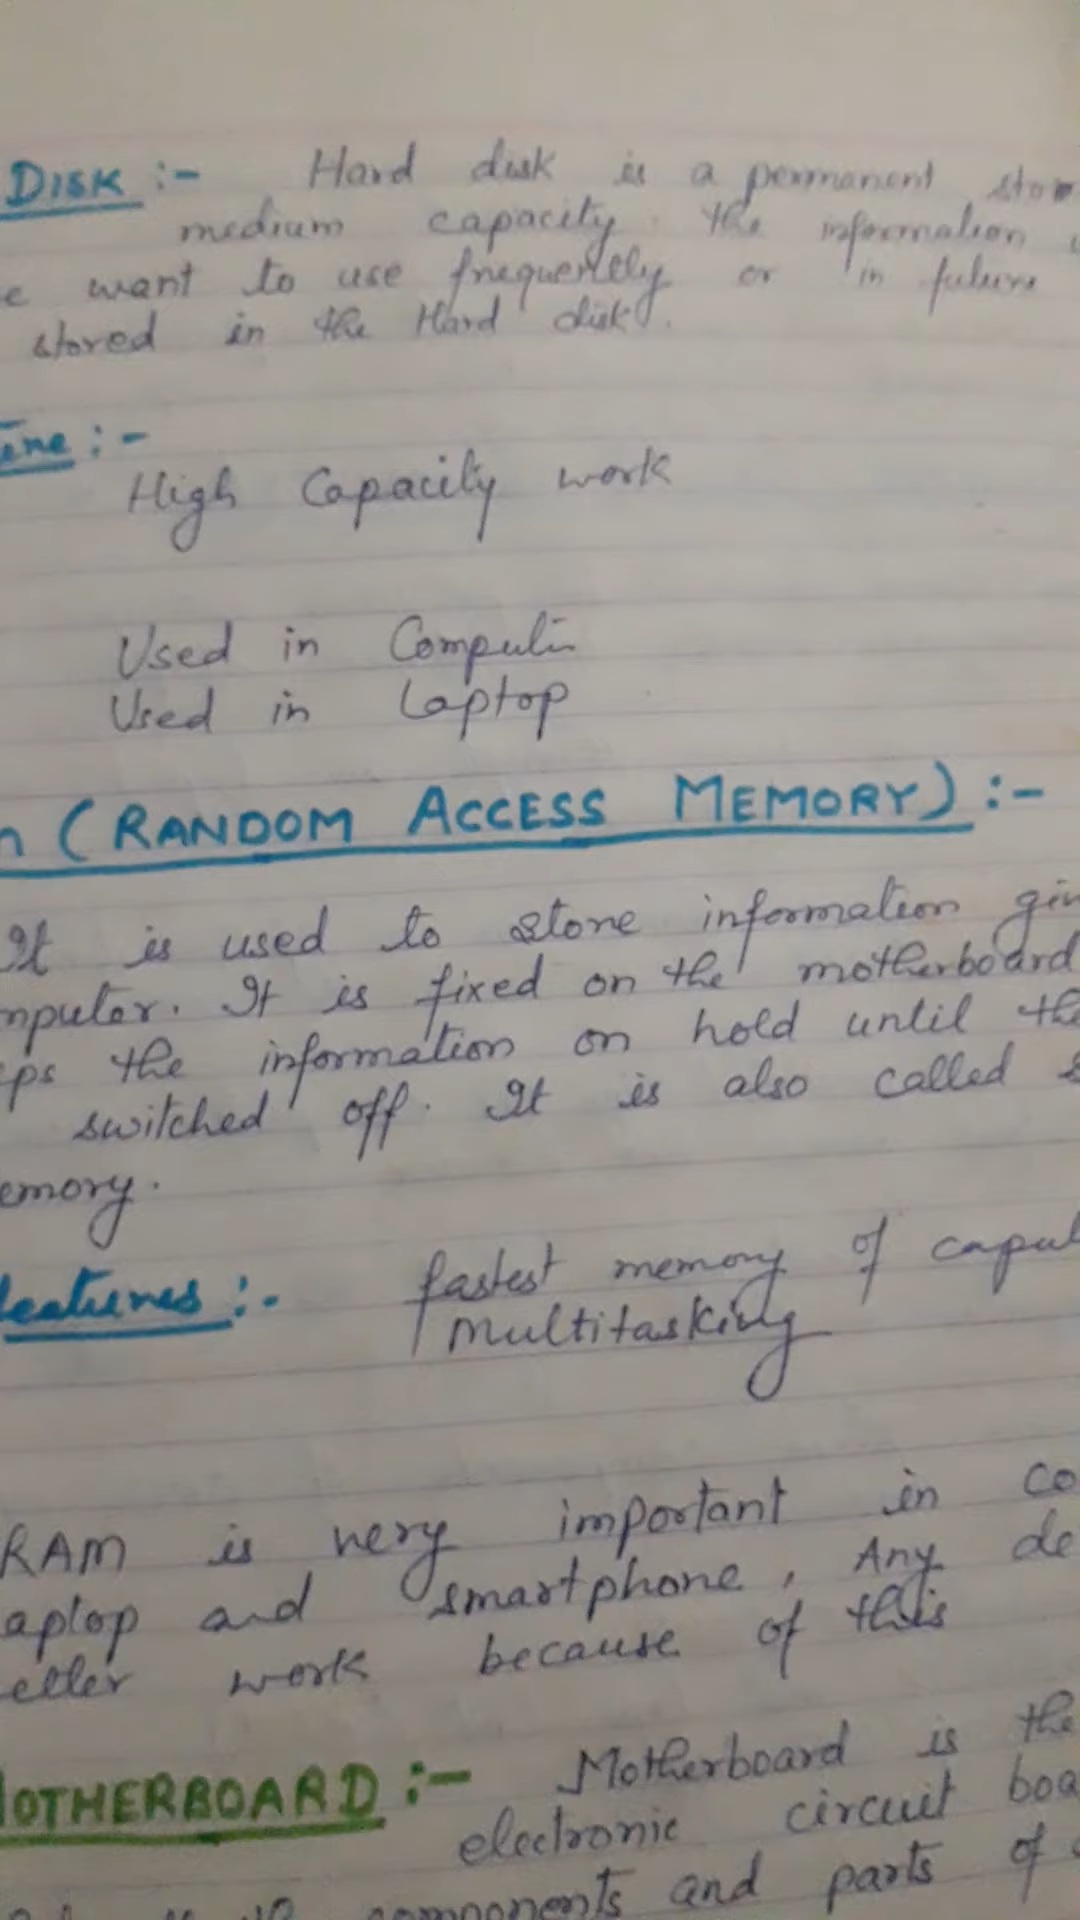 DISK :- Hard disk is a permanent stor
medium capacity. The information
e want to use frequently or in future
stored in the Hard disk.
:-
High Capacity work
Used in
Used in Laptop
(RANDOM ACCESS MEMORY) :-
It is used to store information giv
mputer. It is fixed on the motherboard
ps the information on hold until the
switched off. It is also called s
emory.
features :- fastest memory of
multitasking
RAM is very important in co
aptop and smartphone, Any de
etter work because of this
MOTHERBOARD :- Motherboard is the
electronic circuit boa
components and parts of